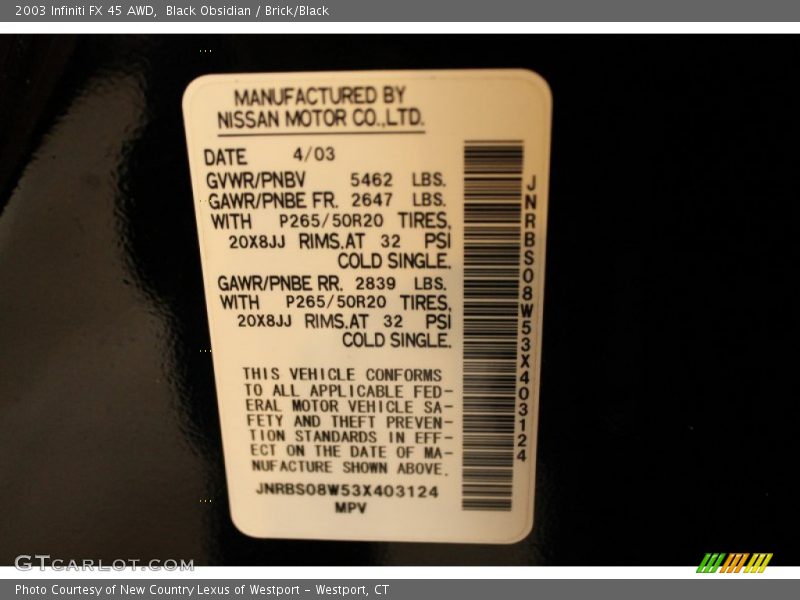 2003 Infiniti FX 45 AWD,  Black Obsidian / Brick/Black
MANUFACTURED BY
NISSAN MOTOR CO.,LTD.
DATE 4/03
GVWR/PNBV 5462 LBS.
GAWR/PNBE FR. 2647 LBS.
WITH P265/50R20 TIRES,
20X8JJ RIMS,AT 32 PSI
COLD SINGLE.
GAWR/PNBE RR. 2839 LBS.
WITH P265/50R20 TIRES,
20X8JJ RIMS,AT 32 PSI
COLD SINGLE.
THIS VEHICLE CONFORMS
TO ALL APPLICABLE FED-
ERAL MOTOR VEHICLE SA-
FETY AND THEFT PREVEN-
TION STANDARDS IN EFF-
ECT ON THE DATE OF MA-
NUFACTURE SHOWN ABOVE.
JNRBS08W53X403124
MPV
JNRBS08W53X403124
GTCARLOT.COM
Photo Courtesy of New Country Lexus of Westport - Westport, CT